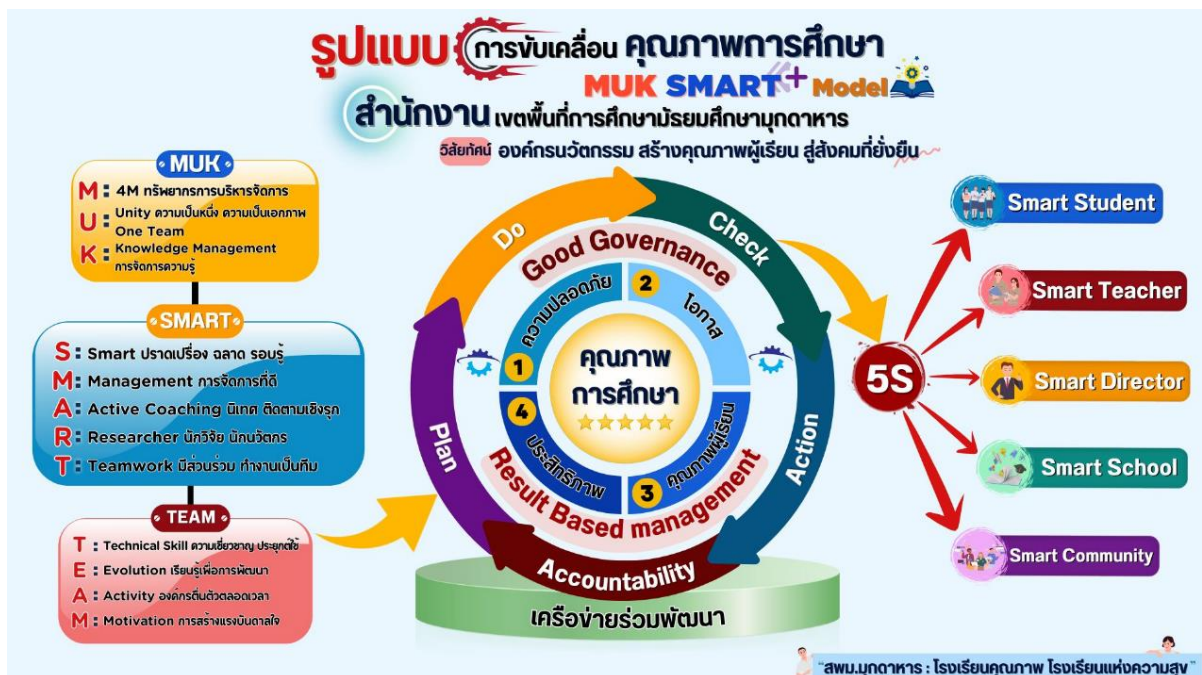 รูปแบบ การขับเคลื่อน คุณภาพการศึกษา
MUK SMART+ Model
สำนักงาน เขตพื้นที่การศึกษามัธยมศึกษามุกดาหาร
วิสัยทัศน์ องค์กรนวัตกรรม สร้างคุณภาพผู้เรียน สู่สังคมที่ยั่งยืน
MUK
M : 4M ทรัพยากรการบริหารจัดการ
U : Unity ความเป็นหนึ่ง ความเป็นเอกภาพ
One Team
K : Knowledge Management
การจัดการความรู้
SMART
S : Smart ปราดเปรื่อง ฉลาด รอบรู้
M : Management การจัดการที่ดี
A : Active Coaching นิเทศ ติดตามเชิงรุก
R : Researcher นักวิจัย นักนวัตกร
T : Teamwork มีส่วนร่วม ทำงานเป็นทีม
TEAM
T : Technical Skill ความเชี่ยวชาญ ประยุกต์ใช้
E : Evolution เรียนรู้เพื่อการพัฒนา
A : Activity องค์กรตื่นตัวตลอดเวลา
M : Motivation การสร้างแรงบันดาลใจ
Plan
Do
Check
Action
Accountability
Good Governance
Result Based management
1 ความปลอดภัย
2 โอกาส
3 คุณภาพผู้เรียน
4 ประสิทธิภาพ
คุณภาพ
การศึกษา
เครือข่ายร่วมพัฒนา
5S
Smart Student
Smart Teacher
Smart Director
Smart School
Smart Community
"สพม.มุกดาหาร : โรงเรียนคุณภาพ โรงเรียนแห่งความสุข"